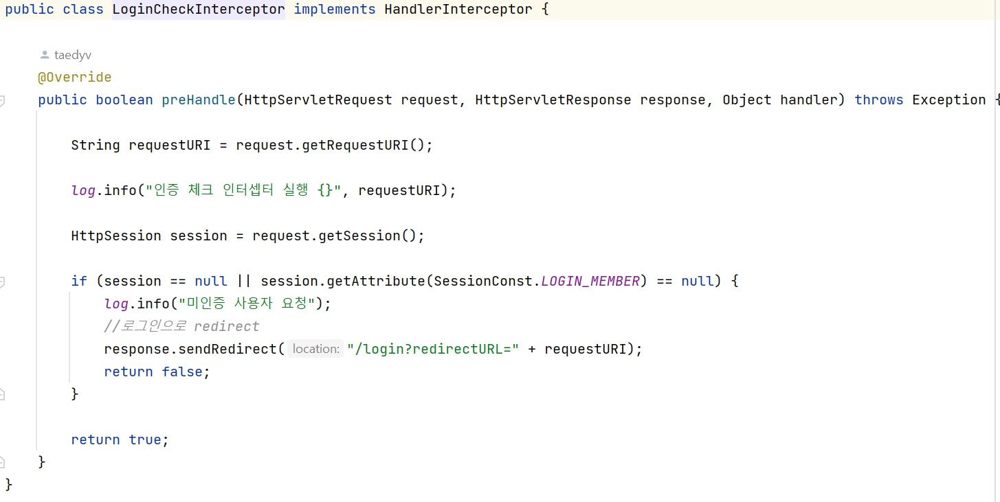 public class LoginCheckInterceptor implements HandlerInterceptor {
taedyv
@Override
public boolean preHandle(HttpServletRequest request, HttpServletResponse response, Object handler) throws Exception {
String requestURI = request.getRequestURI();
log.info("인증 체크 인터셉터 실행 {}", requestURI);
HttpSession session = request.getSession();
if (session == null || session.getAttribute(SessionConst.LOGIN_MEMBER) == null) {
log.info("미인증 사용자 요청");
//로그인으로 redirect
response.sendRedirect( location: "/login?redirectURL=" + requestURI);
return false;
}
return true;
}
}